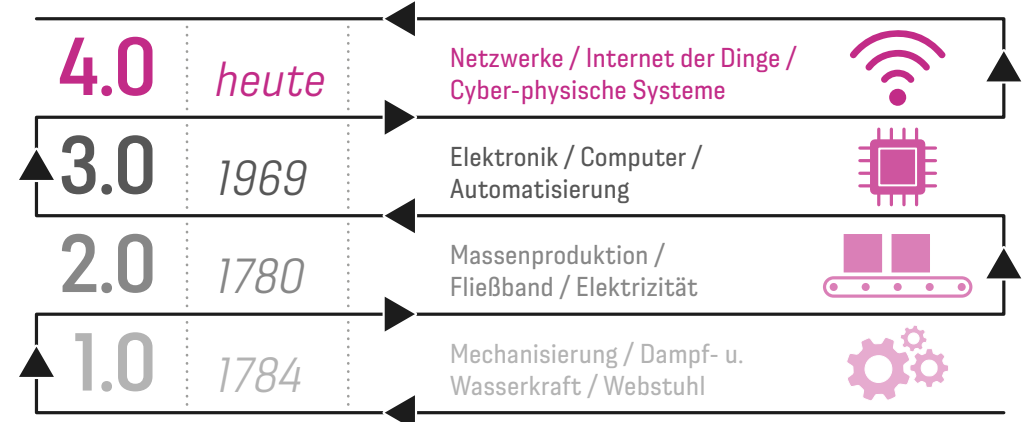 4.0
heute
Netzwerke / Internet der Dinge /
Cyber-physische Systeme
3.0
1969
Elektronik / Computer /
Automatisierung
2.0
1780
Massenproduktion /
Fließband / Elektrizität
1.0
1784
Mechanisierung / Dampf- u.
Wasserkraft / Webstuhl